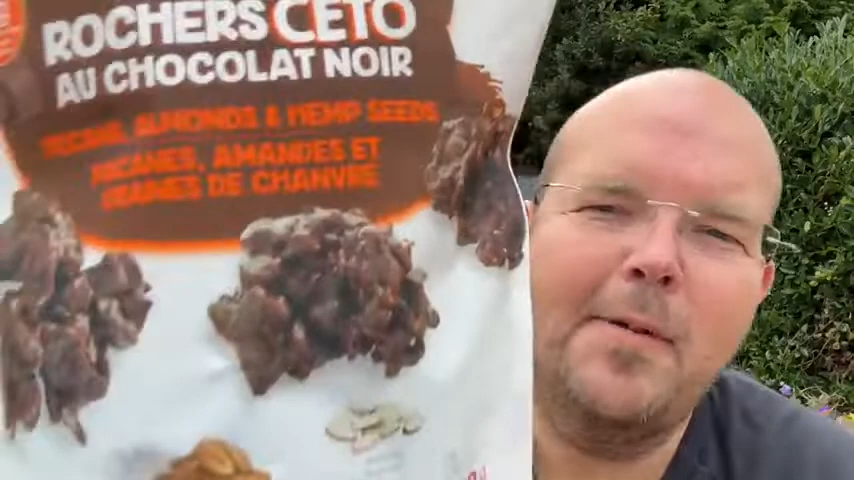 ROCHERS CÉTO
AU CHOCOLAT NOIR
PECANS, ALMONDS & HEMP SEEDS
PACANES, AMANDES ET
GRAINES DE CHANVRE